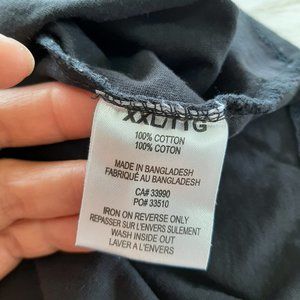 XXL/TTG
100% COTTON
100% COTON
MADE IN BANGLADESH
FABRIQUÉ AU BANGLADESH
CA# 33990
PO# 33510
IRON ON REVERSE ONLY
REPASSER SUR L'ENVERS SULEMENT
WASH INSIDE OUT
LAVER A L'ENVERS